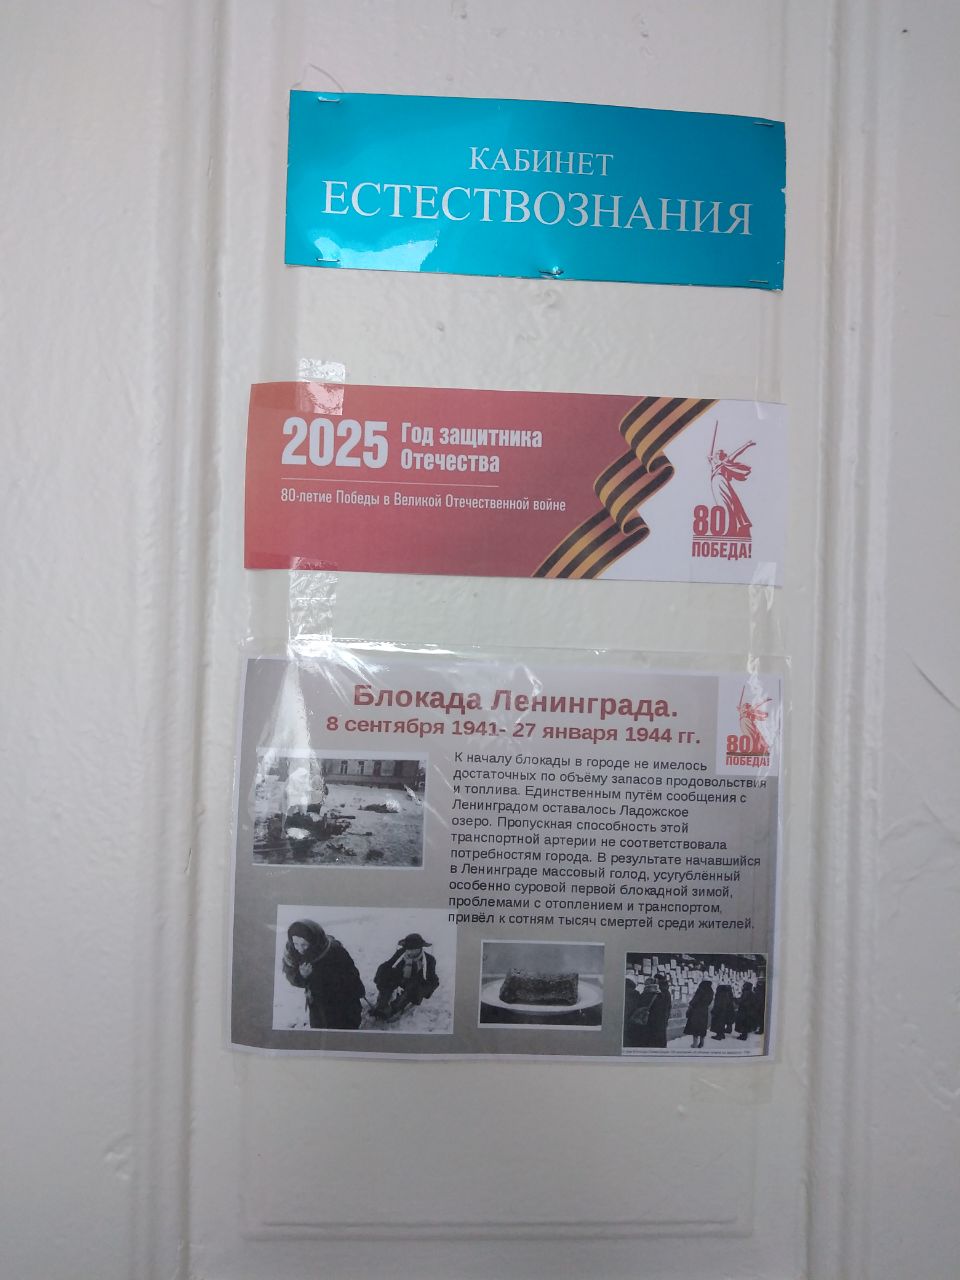 КАБИНЕТ
ЕСТЕСТВОЗНАНИЯ
2025 Год защитника
Отечества
80-летие Победы в Великой Отечественной войне
80
ПОБЕДА!
Блокада Ленинграда.
8 сентября 1941- 27 января 1944 гг.
80
ПОБЕДА!
К началу блокады в городе не имелось
достаточных по объёму запасов продовольствия
и топлива. Единственным путём сообщения с
Ленинградом оставалось Ладожское
озеро. Пропускная способность этой
транспортной артерии не соответствовала
потребностям города. В результате начавшийся
в Ленинграде массовый голод, усугублённый
особенно суровой первой блокадной зимой,
проблемами с отоплением и транспортом,
привёл к сотням тысяч смертей среди жителей.